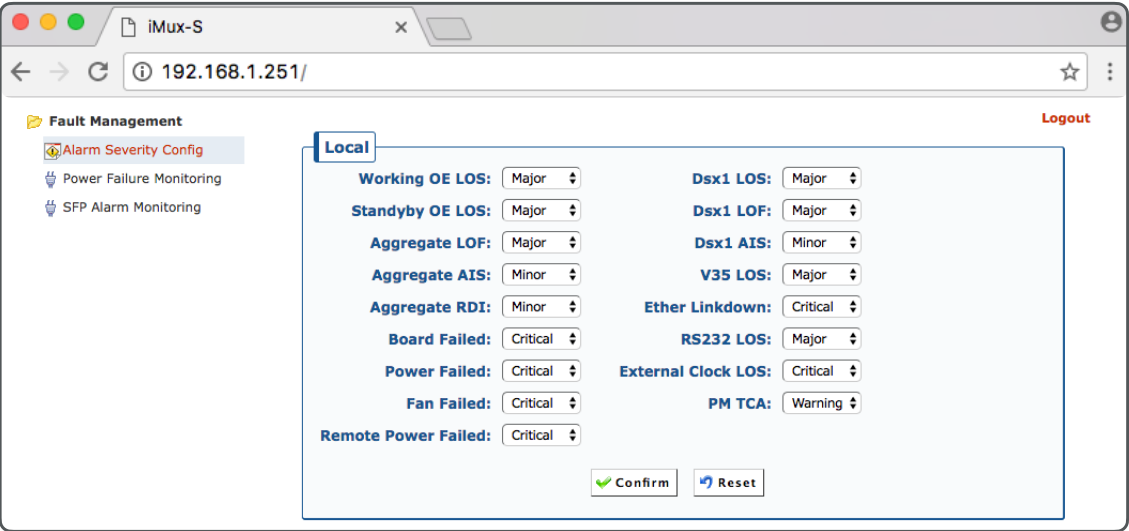 iMux-S
192.168.1.251/
Fault Management
Logout
Alarm Severity Config
Power Failure Monitoring
SFP Alarm Monitoring
Local
Working OE LOS: Major Dsx1 LOS: Major
Standyby OE LOS: Major Dsx1 LOF: Major
Aggregate LOF: Major Dsx1 AIS: Minor
Aggregate AIS: Minor V35 LOS: Major
Aggregate RDI: Minor Ether Linkdown: Critical
Board Failed: Critical RS232 LOS: Major
Power Failed: Critical External Clock LOS: Critical
Fan Failed: Critical PM TCA: Warning
Remote Power Failed: Critical
Confirm Reset